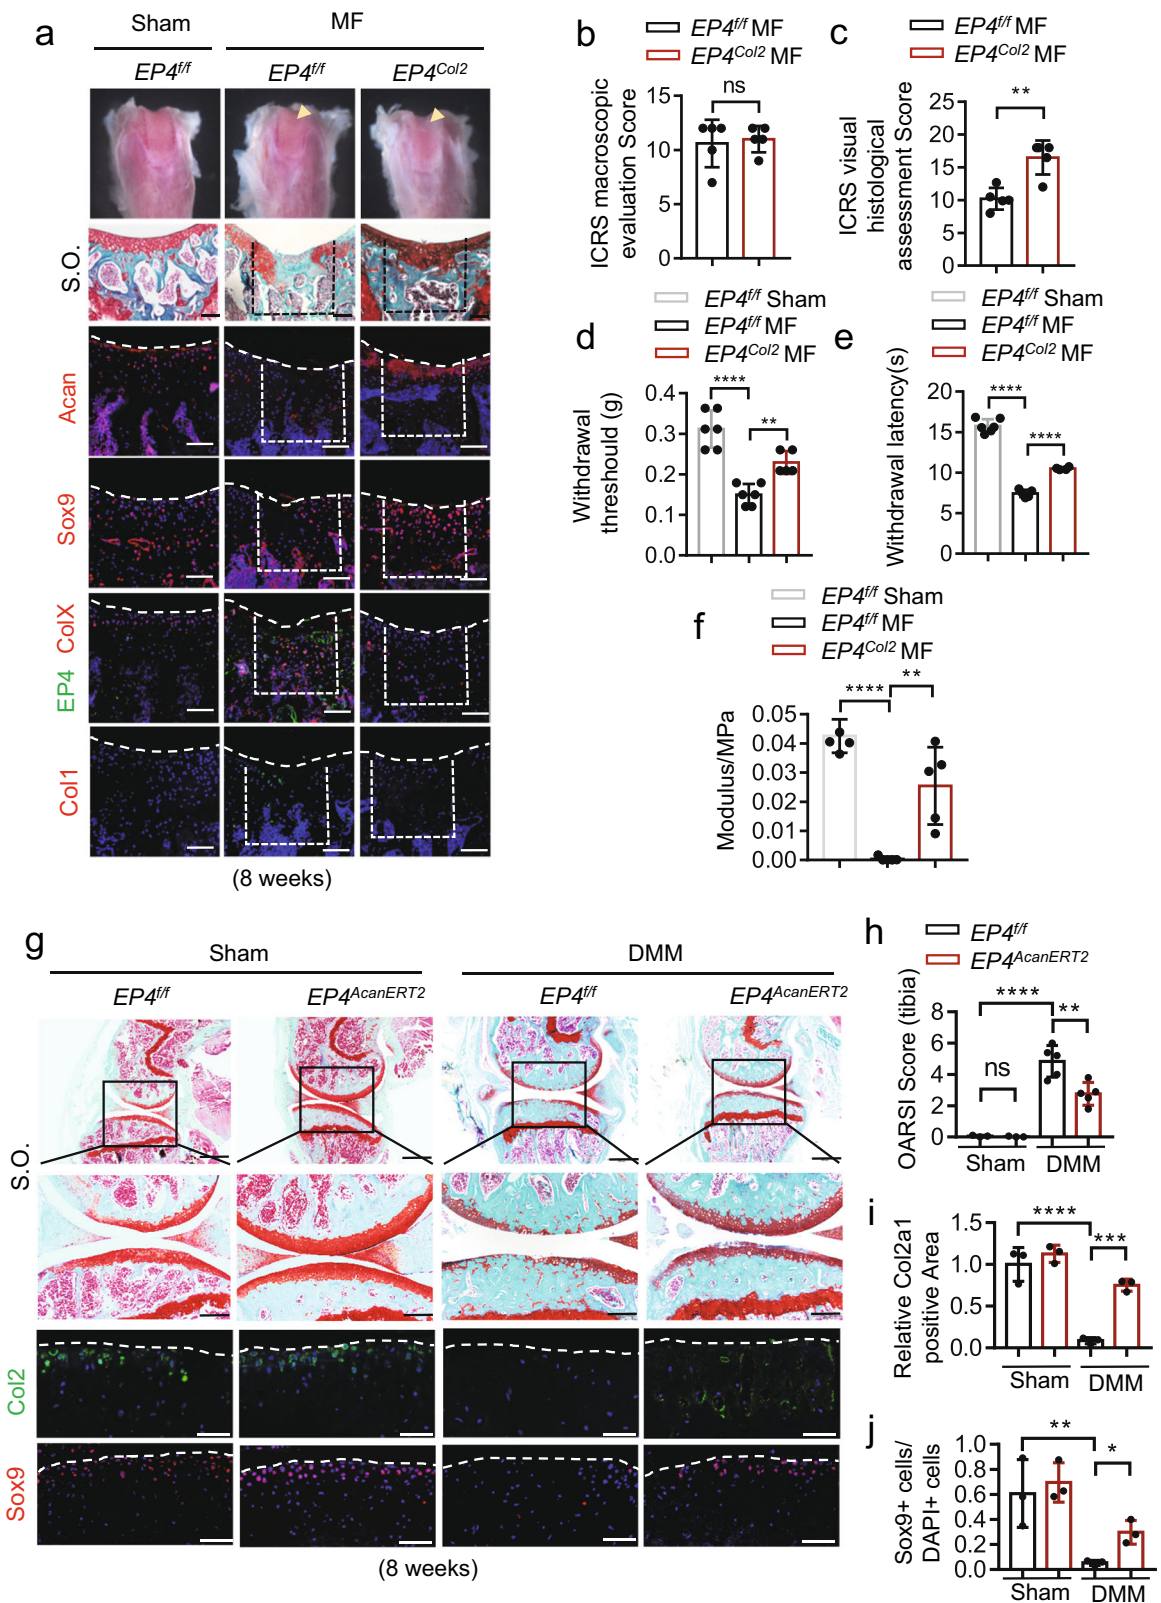 a
Sham
MF
EP4f/f
EP4f/f
EP4Col2
S.O.
Acan
Sox9
EP4 ColX
Col1
(8 weeks)
b
EP4f/f MF
EP4Col2 MF
ICRS macroscopic
evaluation Score
15
10
5
0
ns
c
EP4f/f MF
EP4Col2 MF
ICRS visual
histological
assessment Score
25
20
15
10
5
0
**
d
EP4f/f Sham
EP4f/f MF
EP4Col2 MF
Withdrawal
threshould (g)
0.4
0.3
0.2
0.1
0.0
****
**
e
EP4f/f Sham
EP4f/f MF
EP4Col2 MF
Withdrawal latency(s)
20
15
10
5
0
****
****
f
EP4f/f Sham
EP4f/f MF
EP4Col2 MF
Modulus/MPa
0.05
0.04
0.03
0.02
0.01
0.00
****
**
g
Sham
DMM
EP4f/f
EP4AcanERT2
EP4f/f
EP4AcanERT2
S.O.
Col2
Sox9
(8 weeks)
h
EP4f/f
EP4AcanERT2
OARSI Score (tibia)
8
6
4
2
0
ns
****
**
Sham
DMM
i
Relative Col2a1
positive Area
1.5
1.0
0.5
0.0
****
***
Sham
DMM
j
Sox9+ cells/
DAPI+ cells
1.0
0.8
0.6
0.4
0.2
0.0
**
*
Sham
DMM